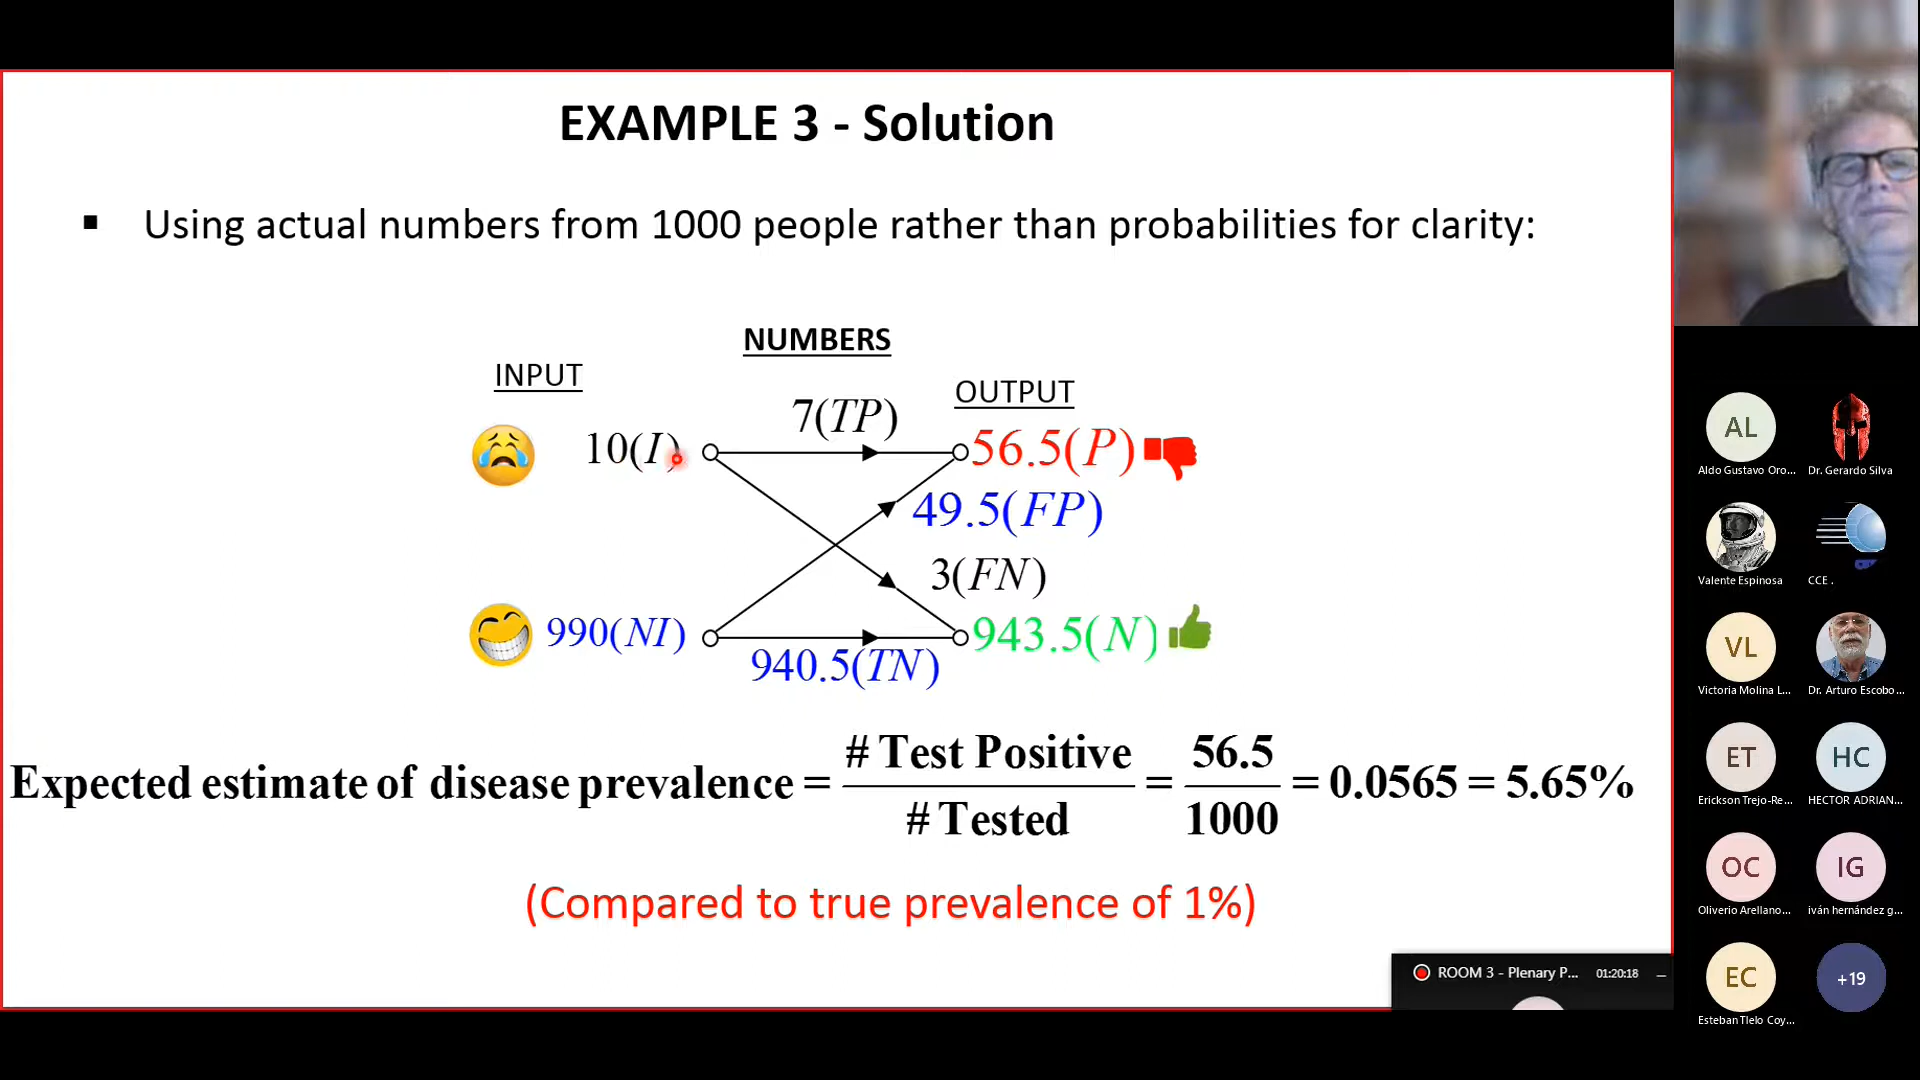 EXAMPLE 3 - Solution
▪ Using actual numbers from 1000 people rather than probabilities for clarity:
NUMBERS
INPUT
OUTPUT
7(TP)
10(I)
56.5(P)
49.5(FP)
3(FN)
990(NI)
943.5(N)
940.5(TN)
Expected estimate of disease prevalence = # Test Positive / # Tested = 56.5 / 1000 = 0.0565 = 5.65%
(Compared to true prevalence of 1%)
ROOM 3 - Plenary P... 01:20:18
AL
Aldo Gustavo Oro... Dr. Gerardo Silva
Valente Espinosa CCE .
VL
Victoria Molina L... Dr. Arturo Escobo...
ET HC
Erickson Trejo-Re... HECTOR ADRIAN...
OC IG
Oliverio Arellano... iván hernández g...
EC +19
Esteban Tlelo Coy...